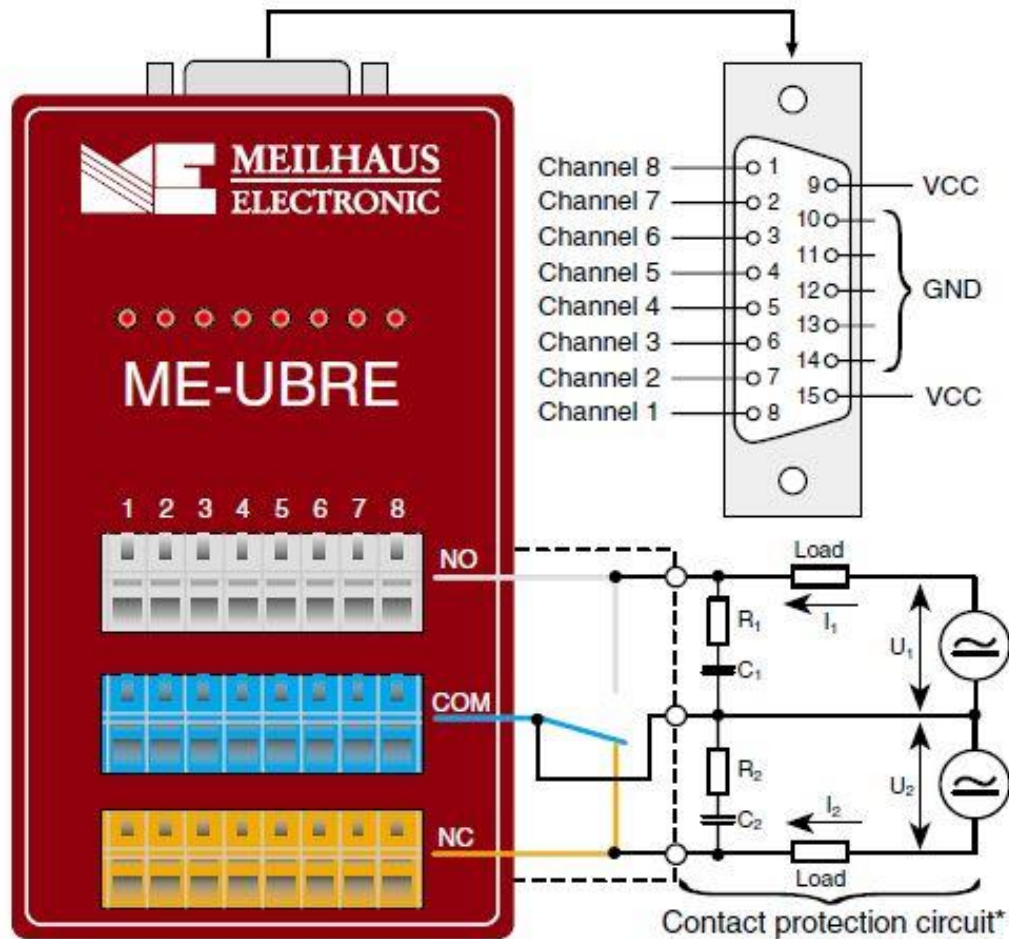 MEILHAUS
ELECTRONIC
ME-UBRE
1 2 3 4 5 6 7 8
NO
COM
NC
Channel 8
Channel 7
Channel 6
Channel 5
Channel 4
Channel 3
Channel 2
Channel 1
1
2
3
4
5
6
7
8
9
10
11
12
13
14
15
VCC
GND
VCC
Load
R₁
I₁
C₁
U₁
R₂
I₂
C₂
U₂
Load
Contact protection circuit*